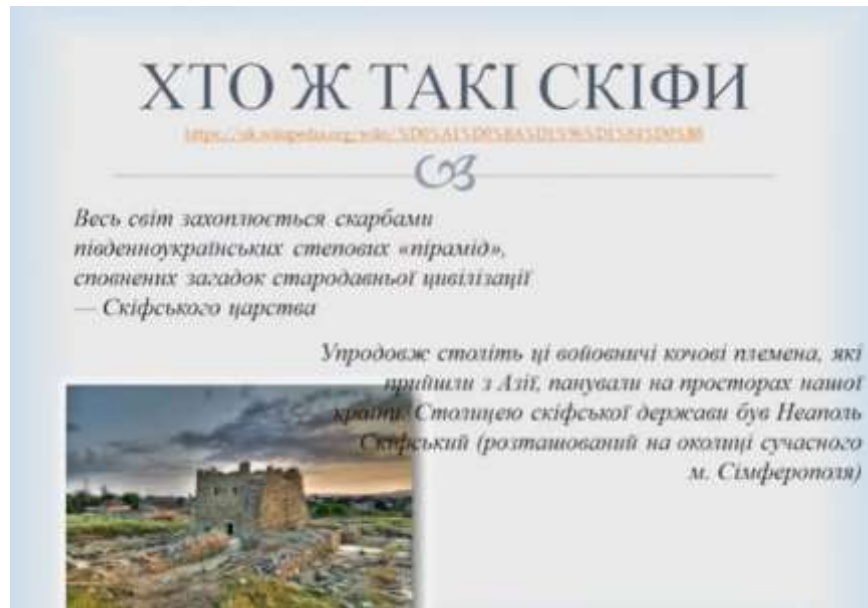 ХТО Ж ТАКІ СКІФИ
Весь світ захоплюється скарбами
південноукраїнських степових «пірамід»,
сповнених загадок стародавньої цивілізації
— Скіфського царства
Упродовж століть ці войовничі кочові племена, які
прийшли з Азії, панували на просторах нашої
країни. Столицею скіфської держави був Неаполь
Скіфський (розташований на околиці сучасного
м. Сімферополя)